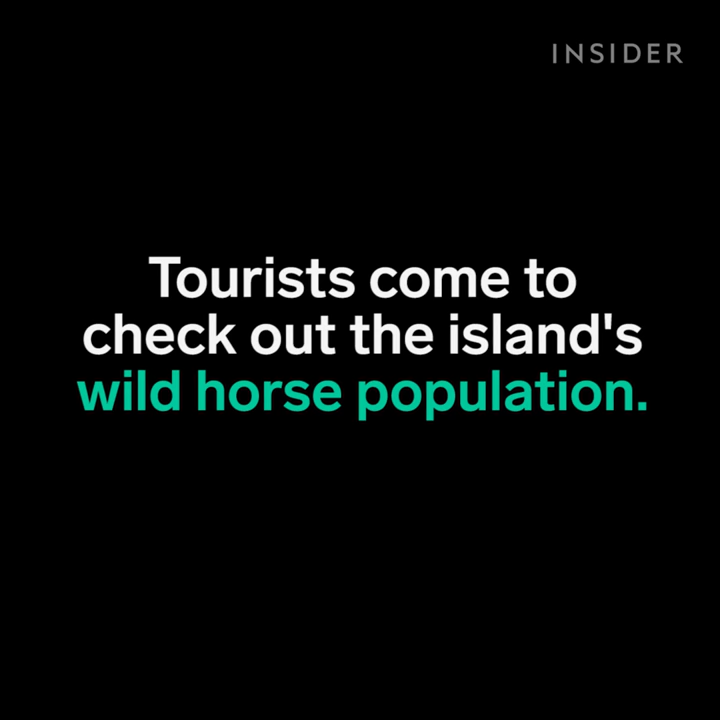 INSIDER
Tourists come to
check out the island's
wild horse population.